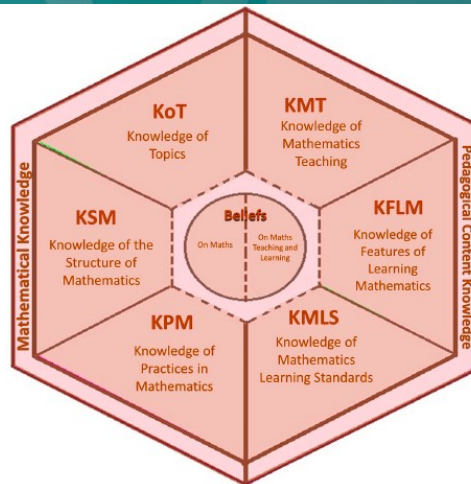 Mathematical Knowledge
KoT
Knowledge of
Topics
KMT
Knowledge of
Mathematics
Teaching
KSM
Knowledge of the
Structure of
Mathematics
Beliefs
On Maths
On Maths
Teaching and
Learning
KFLM
Knowledge of
Features of
Learning
Mathematics
KPM
Knowledge of
Practices in
Mathematics
KMLS
Knowledge of
Mathematics
Learning Standards
Pedagogical Content Knowledge